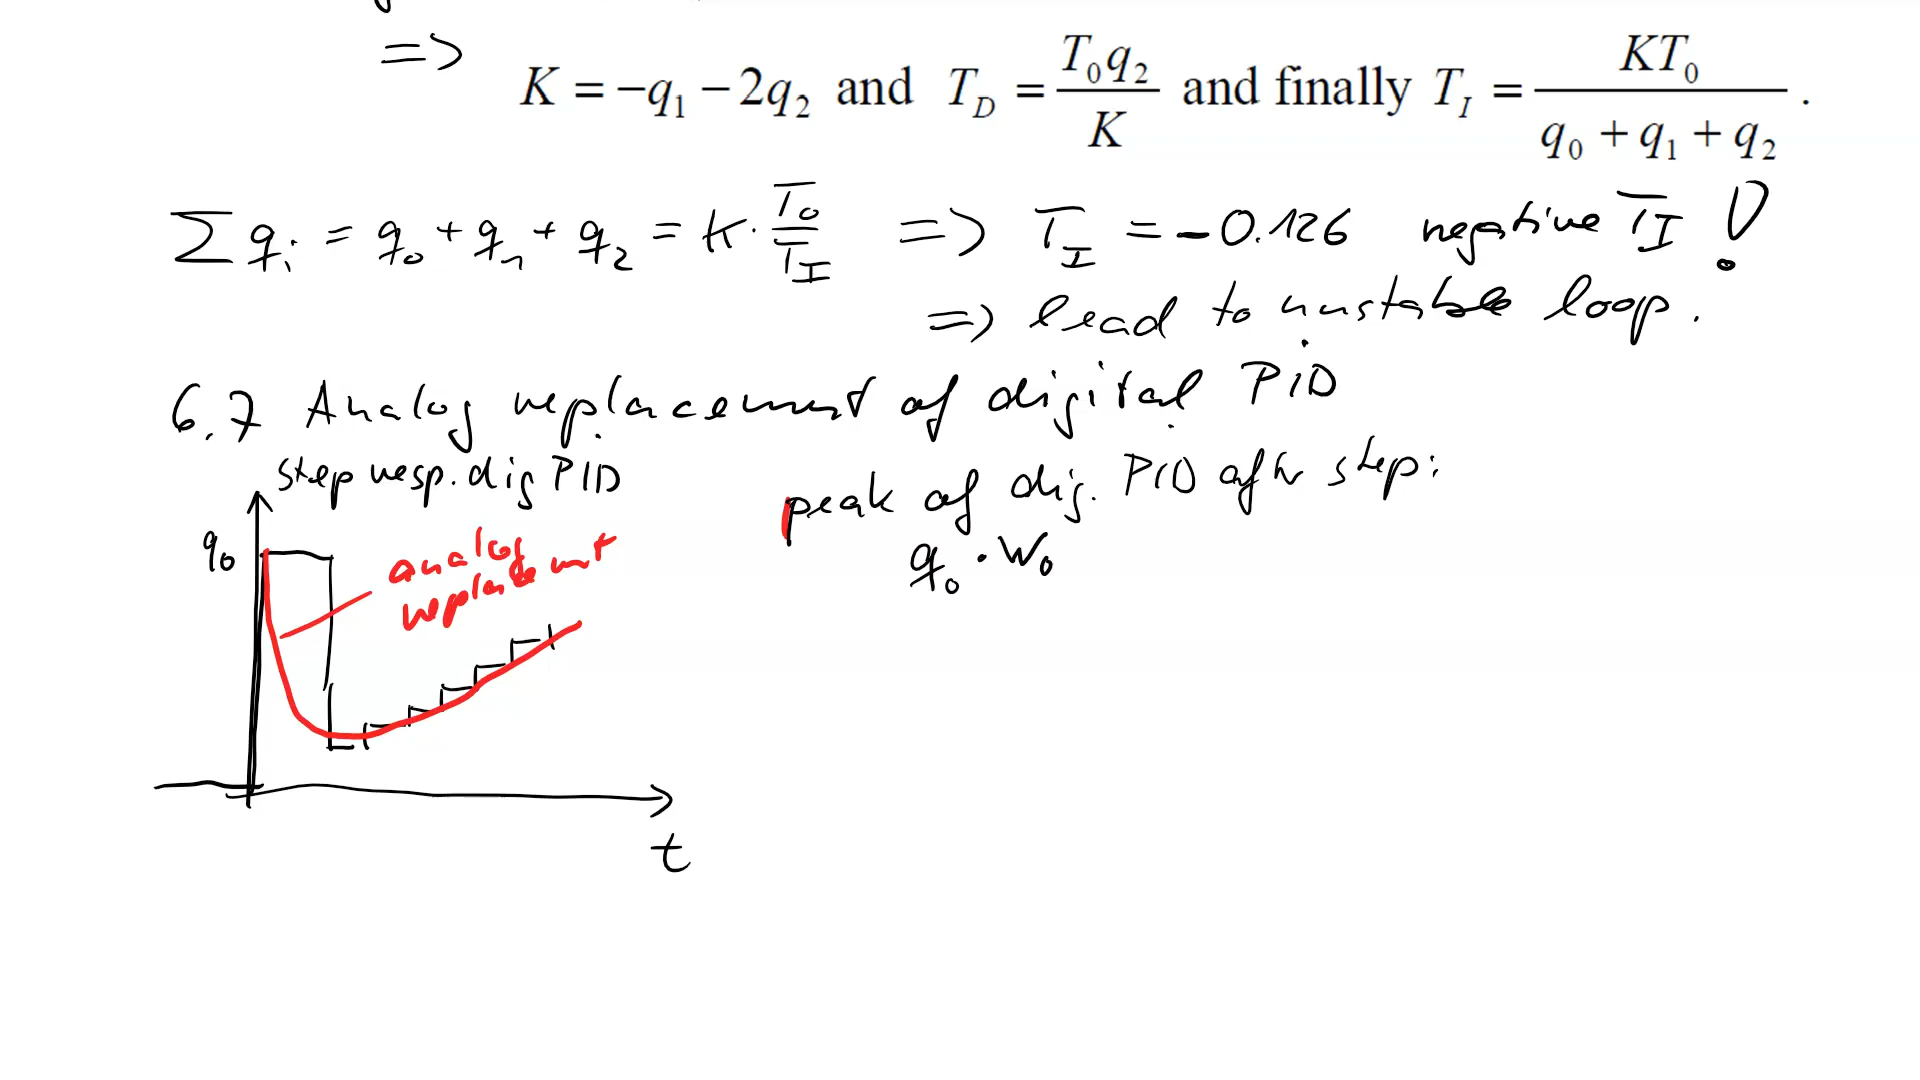 => K = −q₁ − 2q₂ and T_D = T₀q₂ / K and finally T_I = KT₀ / (q₀ + q₁ + q₂) .
∑ qᵢ = q₀ + q₁ + q₂ = K · T₀ / T_I => T_I = −0.126 negative T_I !
=> lead to unstable loop.
6.7 Analog replacement of digital PiD
step resp. dig PID
peak of dig. PID aftr step:
q₀ · W₀
q₀
analog
replacemnt
t